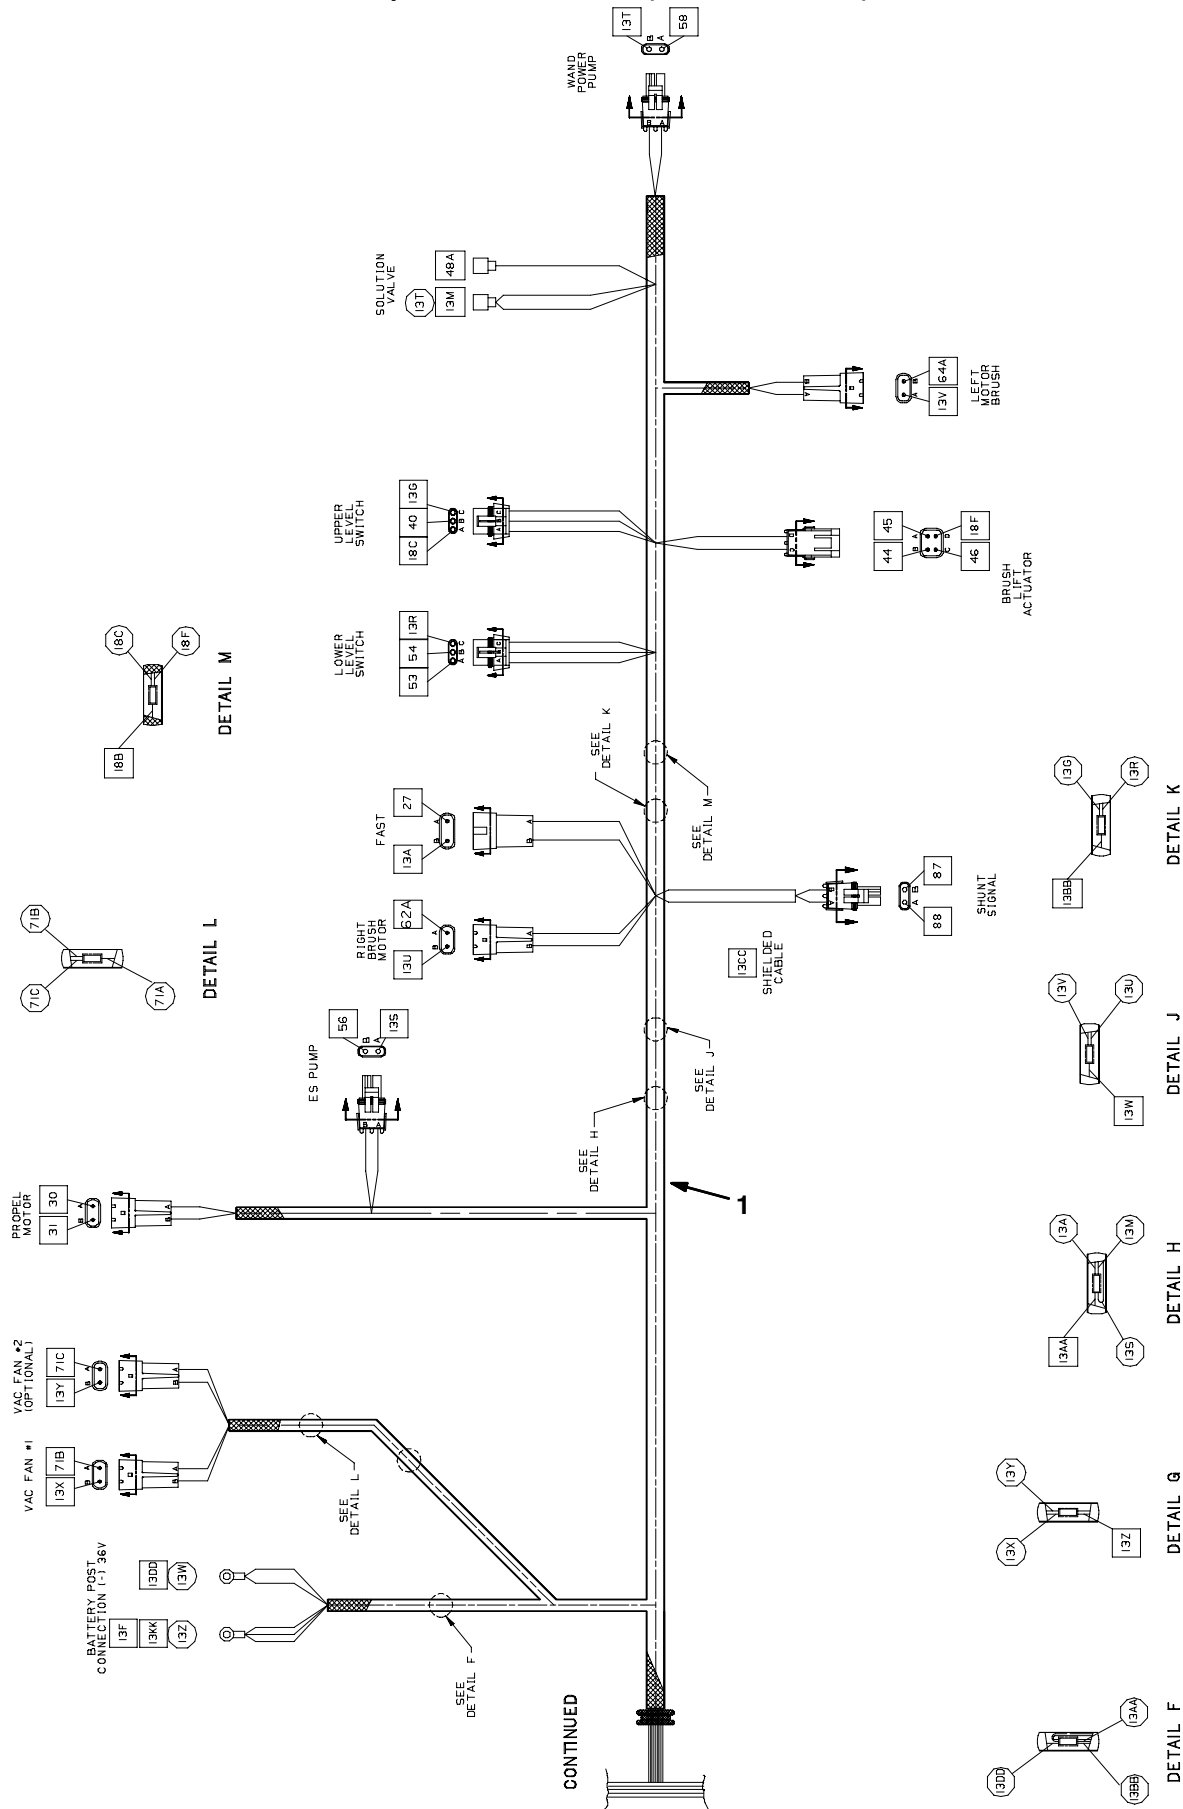 13T
B
A
58
WAND
POWER
PUMP
B
A
SOLUTION
VALVE
13T
13M
48A
A
B
A
B
13V
64A
LEFT
MOTOR
BRUSH
UPPER
LEVEL
SWITCH
18C
40
13G
A
B
C
A
B
C
45
44
A
B
D
C
18F
46
BRUSH
LIFT
ACTUATOR
LOWER
LEVEL
SWITCH
53
54
13R
A
B
C
A
B
C
18C
18F
18B
DETAIL M
SEE
DETAIL K
SEE
DETAIL M
FAST
13A
27
B
A
B
A
RIGHT
BRUSH
MOTOR
13U
62A
B
A
B
A
71B
71C
71A
DETAIL L
13CC
SHIELDED
CABLE
A
B
A
B
88
87
SHUNT
SIGNAL
13G
13R
13BB
DETAIL K
ES PUMP
56
B
A
13S
B
A
SEE
DETAIL J
SEE
DETAIL H
13V
13U
13W
DETAIL J
PROPEL
MOTOR
31
30
B
A
B
A
1
13A
13M
13AA
13S
DETAIL H
VAC FAN #2
(OPTIONAL)
13Y
71C
B
A
B
A
VAC FAN #1
13X
71B
B
A
B
A
SEE
DETAIL L
13Y
13X
13Z
DETAIL G
BATTERY POST
CONNECTION (-) 36V
13F
13KK
13Z
13DD
13W
SEE
DETAIL F
CONTINUED
13DD
13AA
13BB
DETAIL F